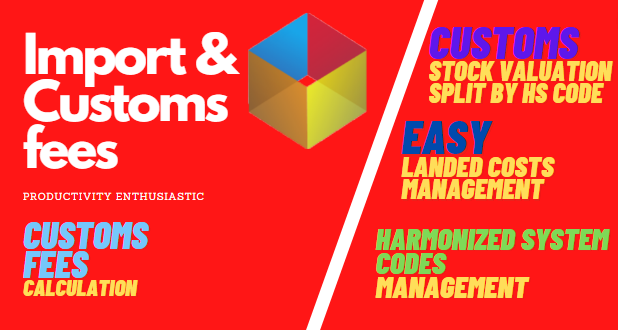 Import &
Customs
fees
PRODUCTIVITY ENTHUSIASTIC
CUSTOMS
FEES
CALCULATION
CUSTOMS
STOCK VALUATION
SPLIT BY HS CODE
EASY
LANDED COSTS
MANAGEMENT
HARMONIZED SYSTEM
CODES
MANAGEMENT